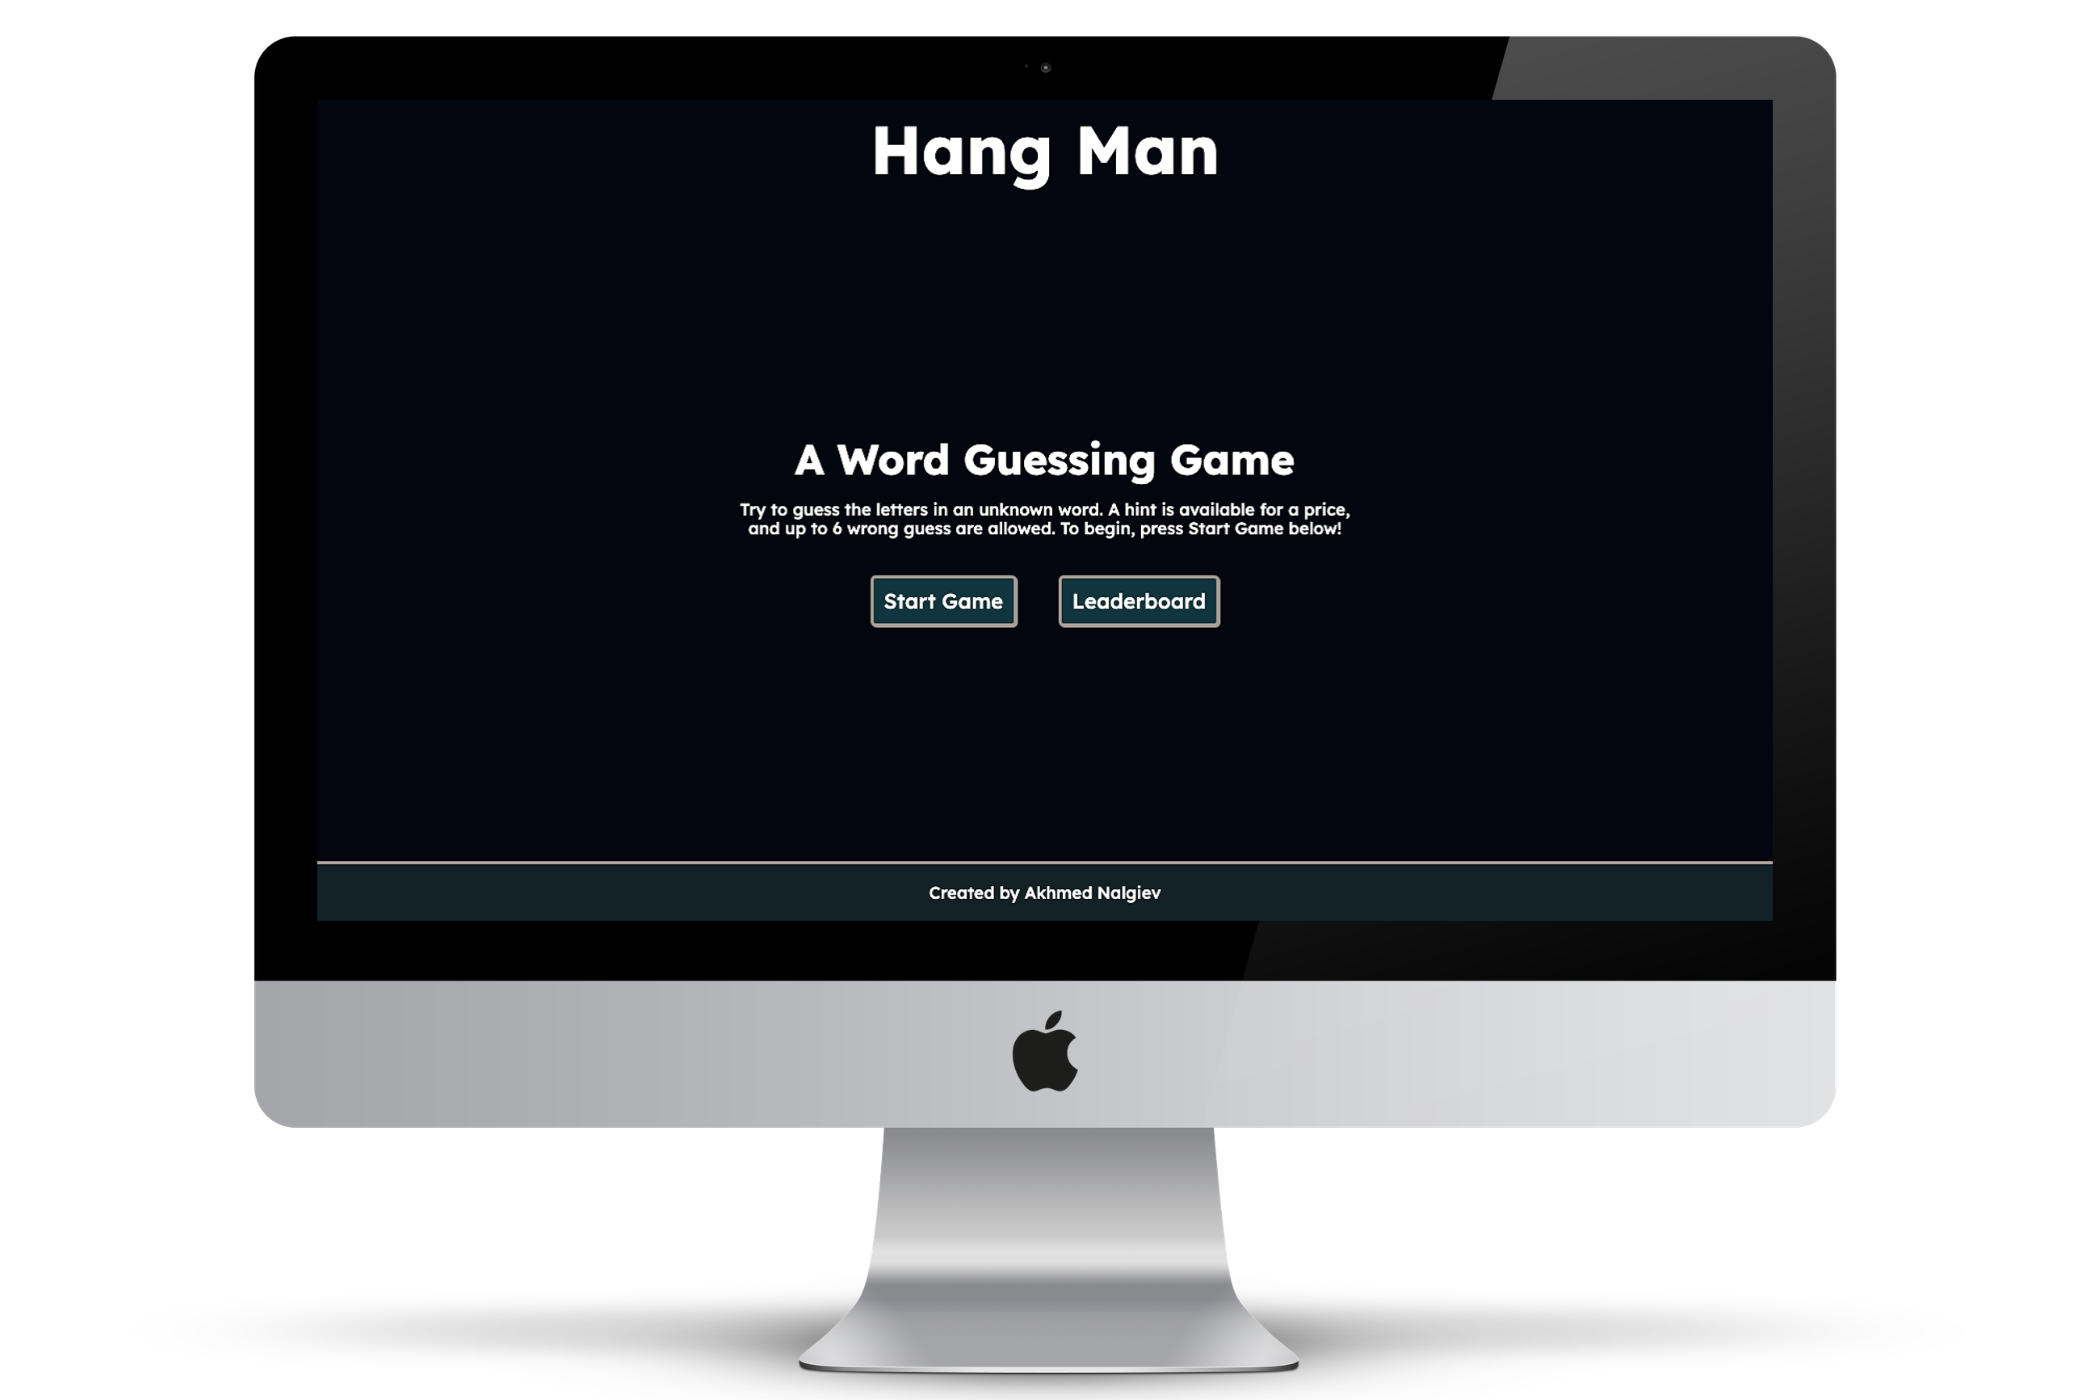 Hang Man
A Word Guessing Game
Try to guess the letters in an unknown word. A hint is available for a price,
and up to 6 wrong guess are allowed. To begin, press Start Game below!
Start Game
Leaderboard
Created by Akhmed Nalgiev